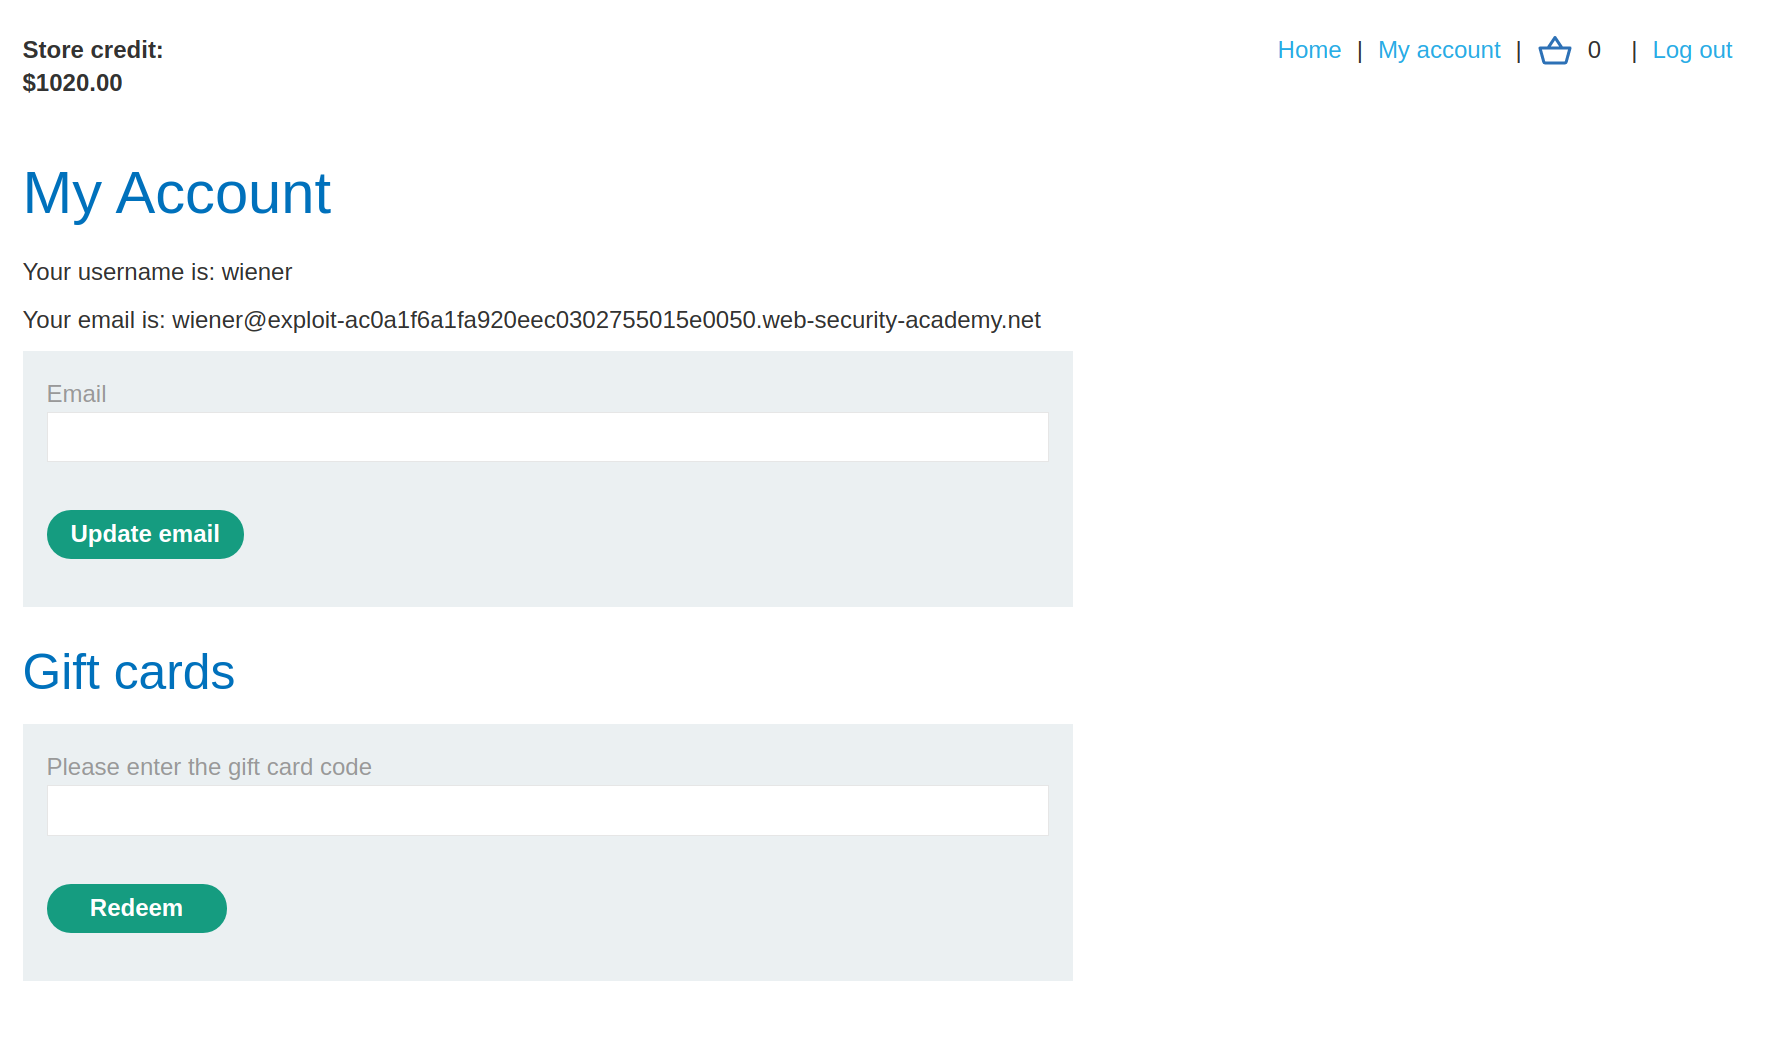 Store credit:
$1020.00
Home | My account | 0 | Log out
My Account
Your username is: wiener
Your email is: wiener@exploit-ac0a1f6a1fa920eec0302755015e0050.web-security-academy.net
Email
Update email
Gift cards
Please enter the gift card code
Redeem